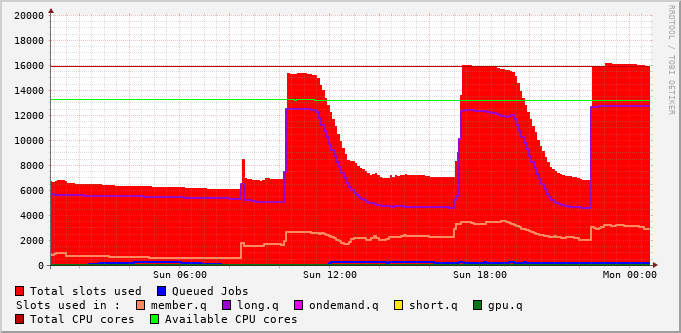 20000
18000
16000
14000
12000
10000
8000
6000
4000
2000
0
Sun 06:00 Sun 12:00 Sun 18:00 Mon 00:00
Total slots used Queued Jobs
Slots used in : member.q long.q ondemand.q short.q gpu.q
Total CPU cores Available CPU cores
RRDTOOL / TOBI OETIKER